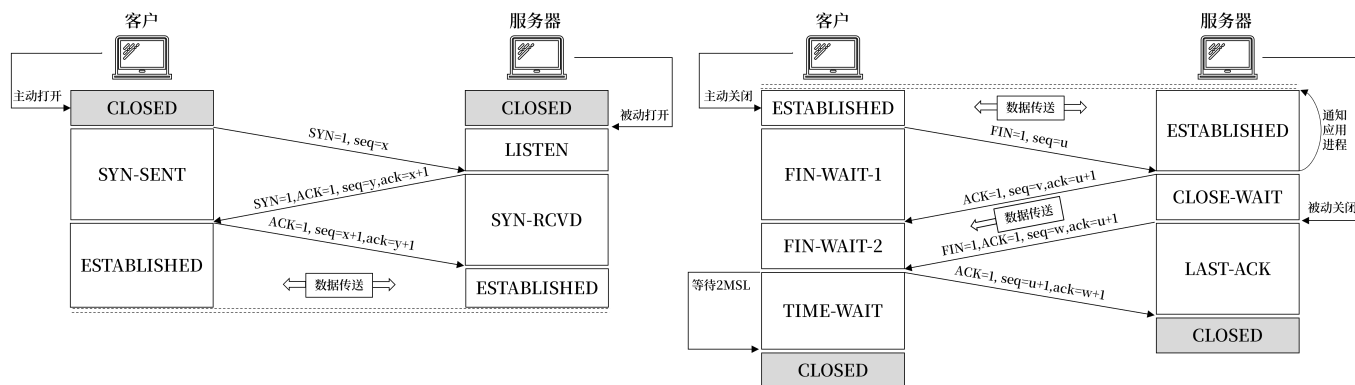 客户
服务器
主动打开
CLOSED
CLOSED
被动打开
SYN=1, seq=x
LISTEN
SYN-SENT
SYN=1,ACK=1, seq=y,ack=x+1
SYN-RCVD
ACK=1, seq=x+1,ack=y+1
ESTABLISHED
数据传送
ESTABLISHED
客户
服务器
主动关闭
ESTABLISHED
数据传送
ESTABLISHED
通知
应用
进程
FIN=1, seq=u
FIN-WAIT-1
ACK=1, seq=v,ack=u+1
CLOSE-WAIT
被动关闭
数据传送
FIN-WAIT-2
FIN=1,ACK=1, seq=w,ack=u+1
LAST-ACK
等待2MSL
ACK=1, seq=u+1,ack=w+1
TIME-WAIT
CLOSED
CLOSED